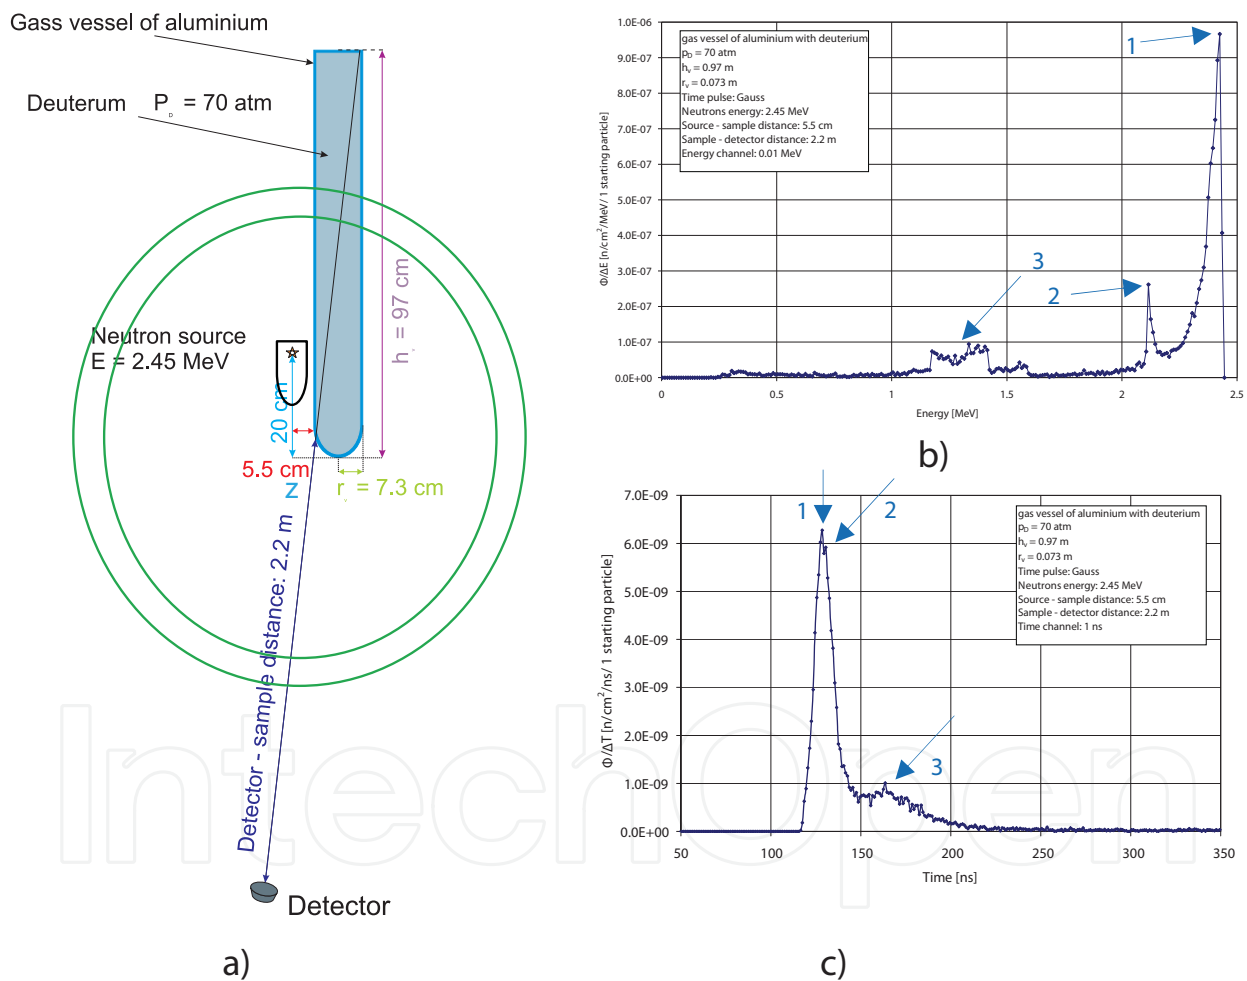 Gass vessel of aluminium
Deuterum P_D = 70 atm
Neutron source
E = 2.45 MeV
h_v = 97 cm
20 cm
5.5 cm
z
r_v = 7.3 cm
Detector - sample distance: 2.2 m
Detector
a)
1.0E-06
9.0E-07
8.0E-07
7.0E-07
6.0E-07
5.0E-07
4.0E-07
3.0E-07
2.0E-07
1.0E-07
0.0E+00
Φ/ΔE [n/cm²/MeV/1 starting particle]
gas vessel of aluminium with deuterium
p_D = 70 atm
h_v = 0.97 m
r_v = 0.073 m
Time pulse: Gauss
Neutrons energy: 2.45 MeV
Source - sample distance: 5.5 cm
Sample - detector distance: 2.2 m
Energy channel: 0.01 MeV
1
2
3
0 0.5 1 1.5 2 2.5
Energy [MeV]
b)
7.0E-09
6.0E-09
5.0E-09
4.0E-09
3.0E-09
2.0E-09
1.0E-09
0.0E+00
Φ/ΔT [n/cm²/ns/ 1 starting particle]
1 2
3
gas vessel of aluminium with deuterium
p_D = 70 atm
h_v = 0.97 m
r_v = 0.073 m
Time pulse: Gauss
Neutrons energy: 2.45 MeV
Source - sample distance: 5.5 cm
Sample - detector distance: 2.2 m
Time channel: 1 ns
50 100 150 200 250 300 350
Time [ns]
c)
IntechOpen